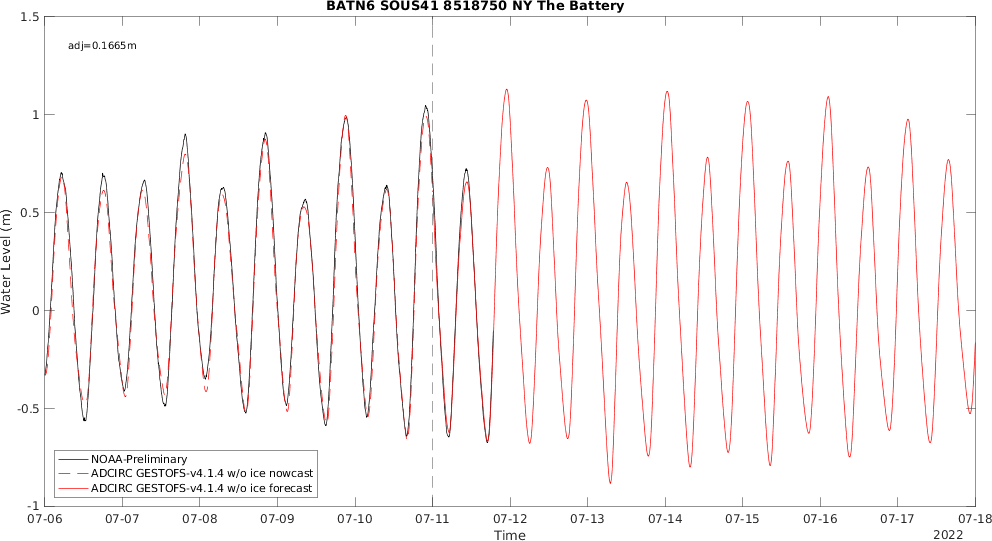 BATN6 SOUS41 8518750 NY The Battery
1.5
adj=0.1665m
1
0.5
Water Level (m)
0
-0.5
NOAA-Preliminary
ADCIRC GESTOFS-v4.1.4 w/o ice nowcast
ADCIRC GESTOFS-v4.1.4 w/o ice forecast
-1
07-06 07-07 07-08 07-09 07-10 07-11 07-12 07-13 07-14 07-15 07-16 07-17 07-18
Time
2022